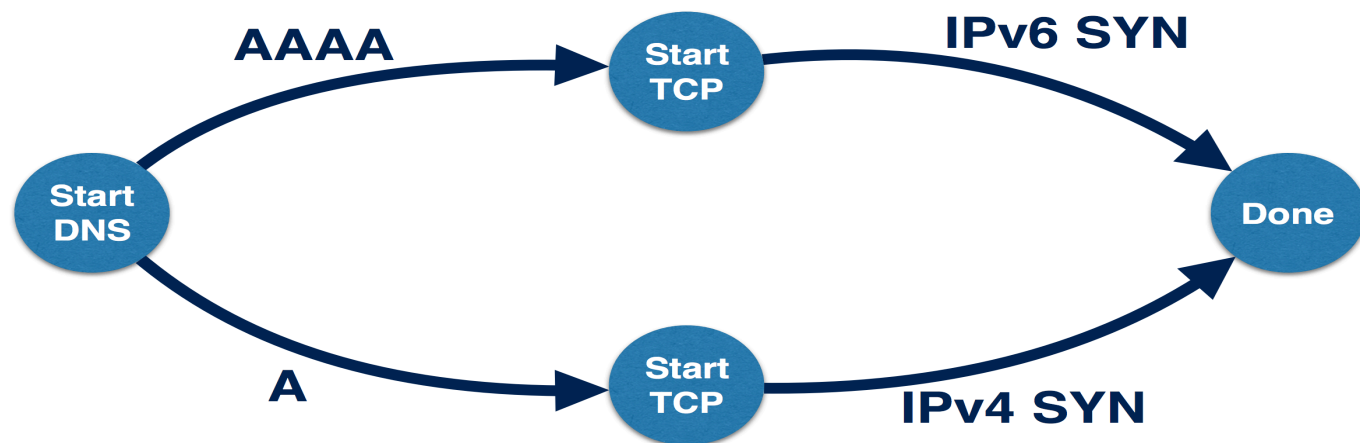 AAAA
Start
TCP
IPv6 SYN
Start
DNS
Done
A
Start
TCP
IPv4 SYN